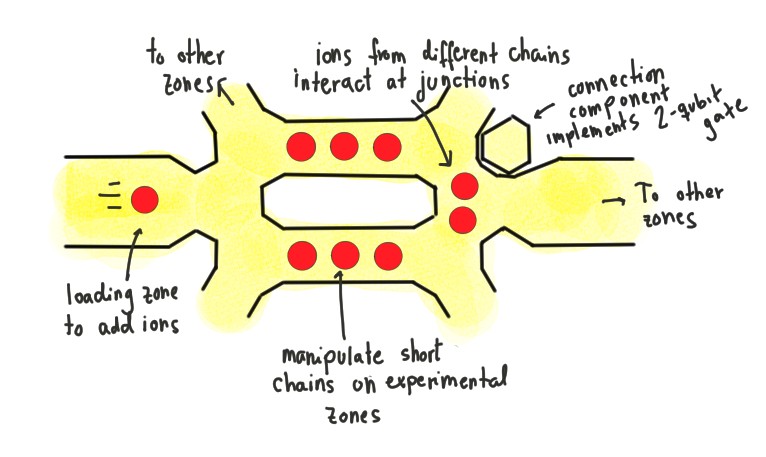 to other
zones
ions from different chains
interact at junctions
connection
component
implements 2-qubit
gate
To other
zones
loading zone
to add ions
manipulate short
chains on experimental
zones